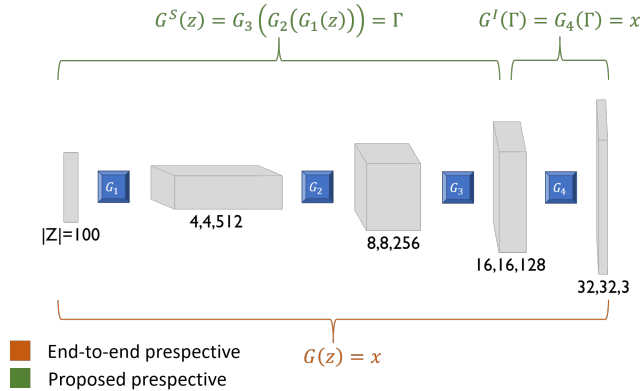 G^S(z) = G_3(G_2(G_1(z))) = Γ
G^I(Γ) = G_4(Γ) = x
G_1
G_2
G_3
G_4
|Z|=100
4,4,512
8,8,256
16,16,128
32,32,3
G(z) = x
End-to-end prespective
Proposed prespective